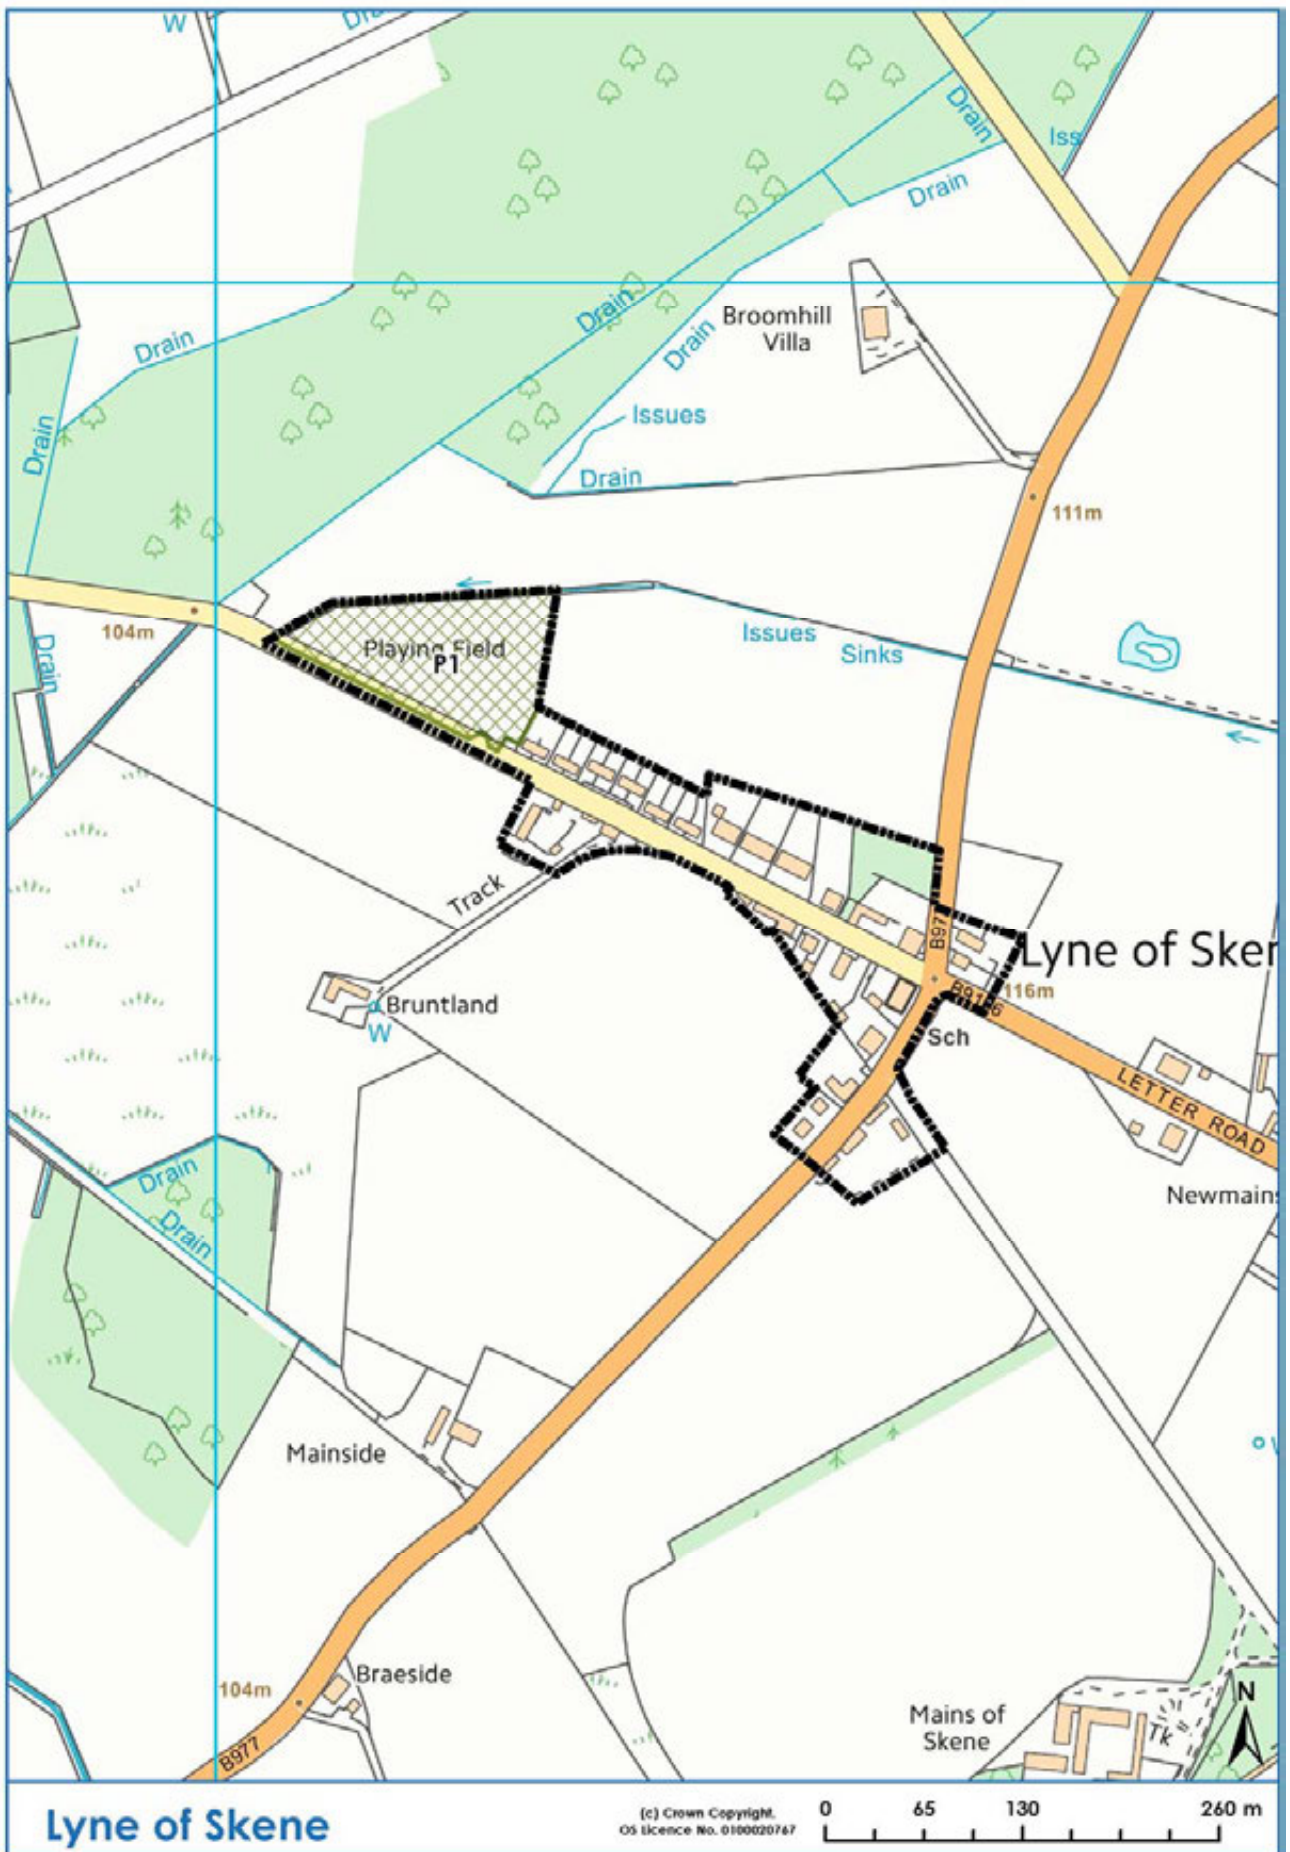 W
Drain
Iss
Drain
Drain
Drain
Broomhill
Villa
Drain
Drain
Issues
Drain
Drain
111m
104m
Drain
Playing Field
P1
Issues
Sinks
Track
B97
Lyne of Sker
116m
Bruntland
W
Sch
LETTER ROAD
Newmains
Drain
Drain
Mainside
104m
Braeside
B977
Mains of
Skene
Tk
N
Lyne of Skene
(c) Crown Copyright.
OS Licence No. 0100020767
0 65 130 260 m